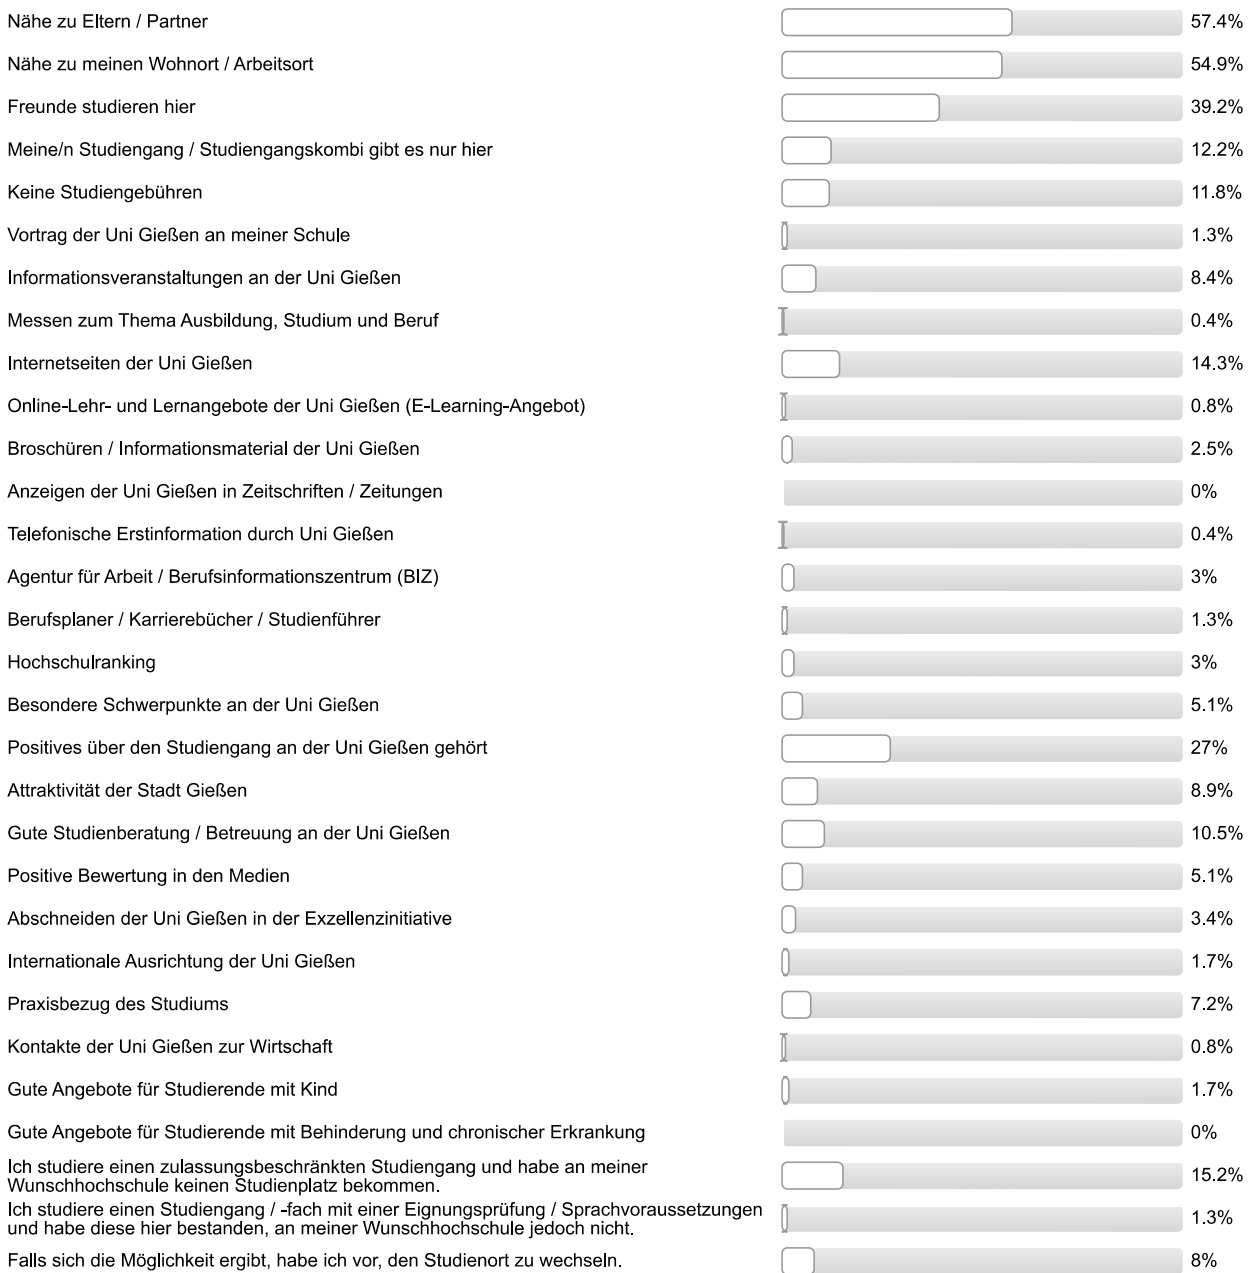 Nähe zu Eltern / Partner 57.4%
Nähe zu meinen Wohnort / Arbeitsort 54.9%
Freunde studieren hier 39.2%
Meine/n Studiengang / Studiengangskombi gibt es nur hier 12.2%
Keine Studiengebühren 11.8%
Vortrag der Uni Gießen an meiner Schule 1.3%
Informationsveranstaltungen an der Uni Gießen 8.4%
Messen zum Thema Ausbildung, Studium und Beruf 0.4%
Internetseiten der Uni Gießen 14.3%
Online-Lehr- und Lernangebote der Uni Gießen (E-Learning-Angebot) 0.8%
Broschüren / Informationsmaterial der Uni Gießen 2.5%
Anzeigen der Uni Gießen in Zeitschriften / Zeitungen 0%
Telefonische Erstinformation durch Uni Gießen 0.4%
Agentur für Arbeit / Berufsinformationszentrum (BIZ) 3%
Berufsplaner / Karrierebücher / Studienführer 1.3%
Hochschulranking 3%
Besondere Schwerpunkte an der Uni Gießen 5.1%
Positives über den Studiengang an der Uni Gießen gehört 27%
Attraktivität der Stadt Gießen 8.9%
Gute Studienberatung / Betreuung an der Uni Gießen 10.5%
Positive Bewertung in den Medien 5.1%
Abschneiden der Uni Gießen in der Exzellenzinitiative 3.4%
Internationale Ausrichtung der Uni Gießen 1.7%
Praxisbezug des Studiums 7.2%
Kontakte der Uni Gießen zur Wirtschaft 0.8%
Gute Angebote für Studierende mit Kind 1.7%
Gute Angebote für Studierende mit Behinderung und chronischer Erkrankung 0%
Ich studiere einen zulassungsbeschränkten Studiengang und habe an meiner
Wunschhochschule keinen Studienplatz bekommen. 15.2%
Ich studiere einen Studiengang / -fach mit einer Eignungsprüfung / Sprachvoraussetzungen
und habe diese hier bestanden, an meiner Wunschhochschule jedoch nicht. 1.3%
Falls sich die Möglichkeit ergibt, habe ich vor, den Studienort zu wechseln. 8%